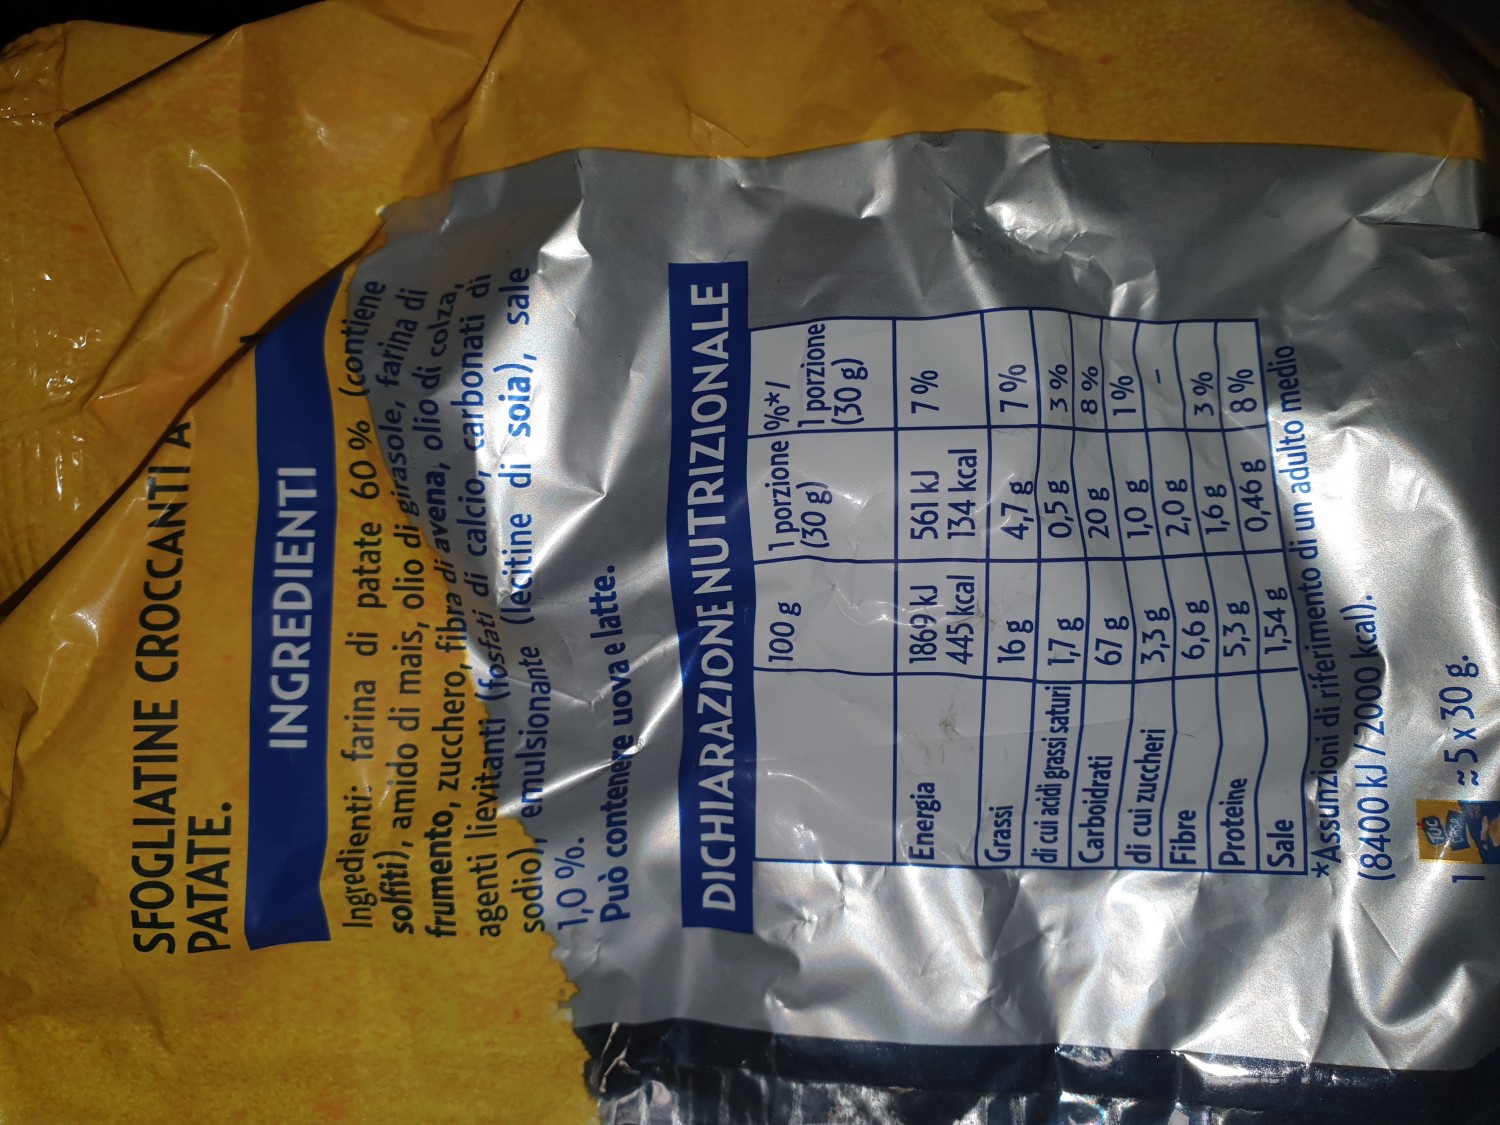 SFOGLIATINE CROCCANTI A
PATATE.
INGREDIENTI
Ingredienti: farina di patate 60 % (contiene
solfiti), amido di mais, olio di girasole, farina di
frumento, zucchero, fibra di avena, olio di colza,
agenti lievitanti (fosfati di calcio, carbonati di
sodio), emulsionante (lecitine di soia), sale
1,0 %.
Può contenere uova e latte.
DICHIARAZIONE NUTRIZIONALE
100 g 1 porzione (30 g) %*/ 1 porzione (30 g)
Energia 1869 kJ 561 kJ 7 %
445 kcal 134 kcal
Grassi 16 g 4,7 g 7 %
di cui acidi grassi saturi 1,7 g 0,5 g 3 %
Carboidrati 67 g 20 g 8 %
di cui zuccheri 3,3 g 1,0 g 1 %
Fibre 6,6 g 2,0 g –
Proteine 5,3 g 1,6 g 3 %
Sale 1,54 g 0,46 g 8 %
*Assunzioni di riferimento di un adulto medio
(8400 kJ / 2000 kcal).
1 TUC ≈ 5 x 30 g.